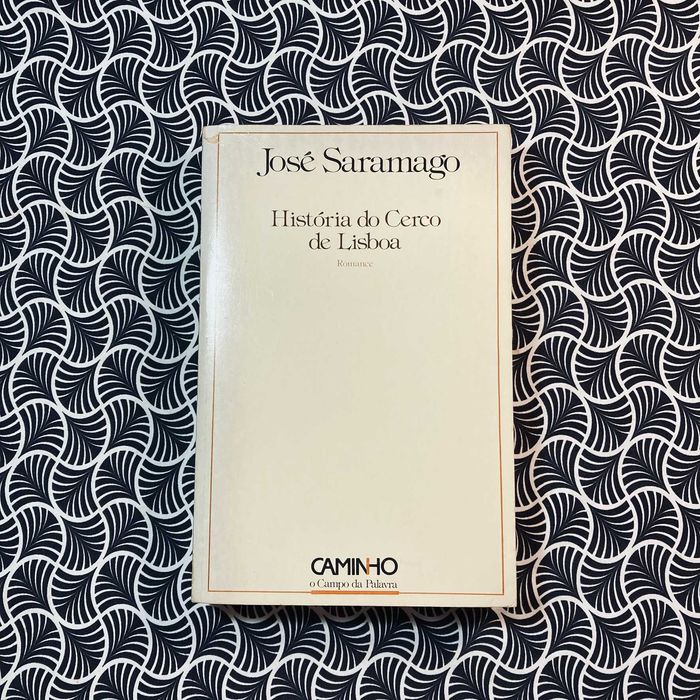 José Saramago
História do Cerco
de Lisboa
Romance
CAMINHO
o Campo da Palavra